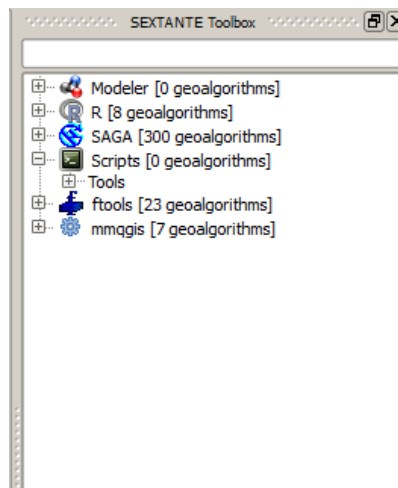 SEXTANTE Toolbox
Modeler [0 geoalgorithms]
R [8 geoalgorithms]
SAGA [300 geoalgorithms]
Scripts [0 geoalgorithms]
Tools
ftools [23 geoalgorithms]
mmqgis [7 geoalgorithms]